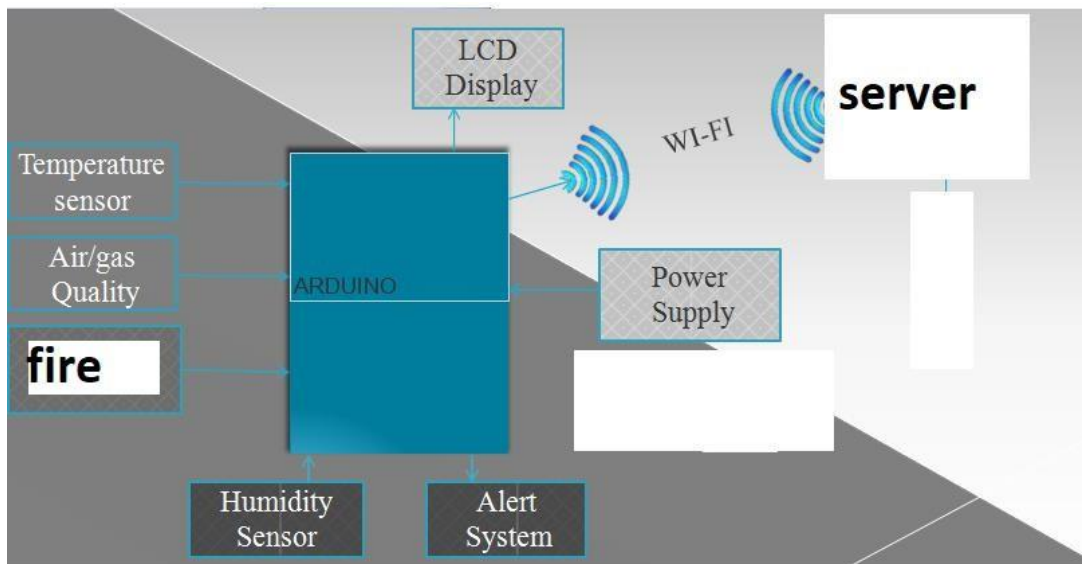 LCD
Display
server
WI-FI
Temperature
sensor
Air/gas
Quality
ARDUINO
Power
Supply
fire
Humidity
Sensor
Alert
System